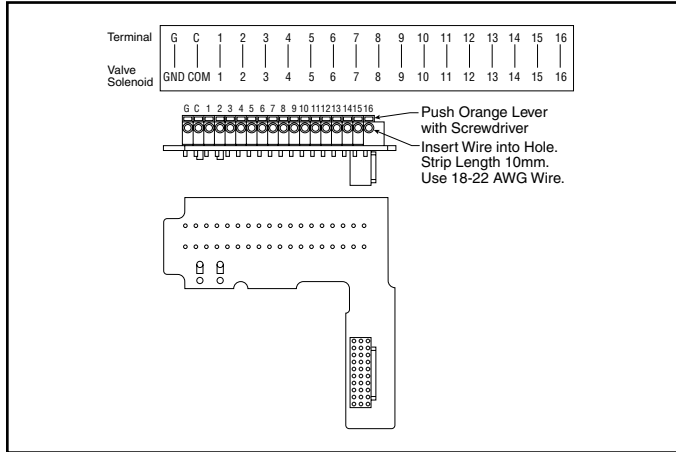 Terminal G C 1 2 3 4 5 6 7 8 9 10 11 12 13 14 15 16
Valve
Solenoid GND COM 1 2 3 4 5 6 7 8 9 10 11 12 13 14 15 16
G C 1 2 3 4 5 6 7 8 9 10 11 12 13 14 15 16
Push Orange Lever
with Screwdriver
Insert Wire into Hole.
Strip Length 10mm.
Use 18-22 AWG Wire.